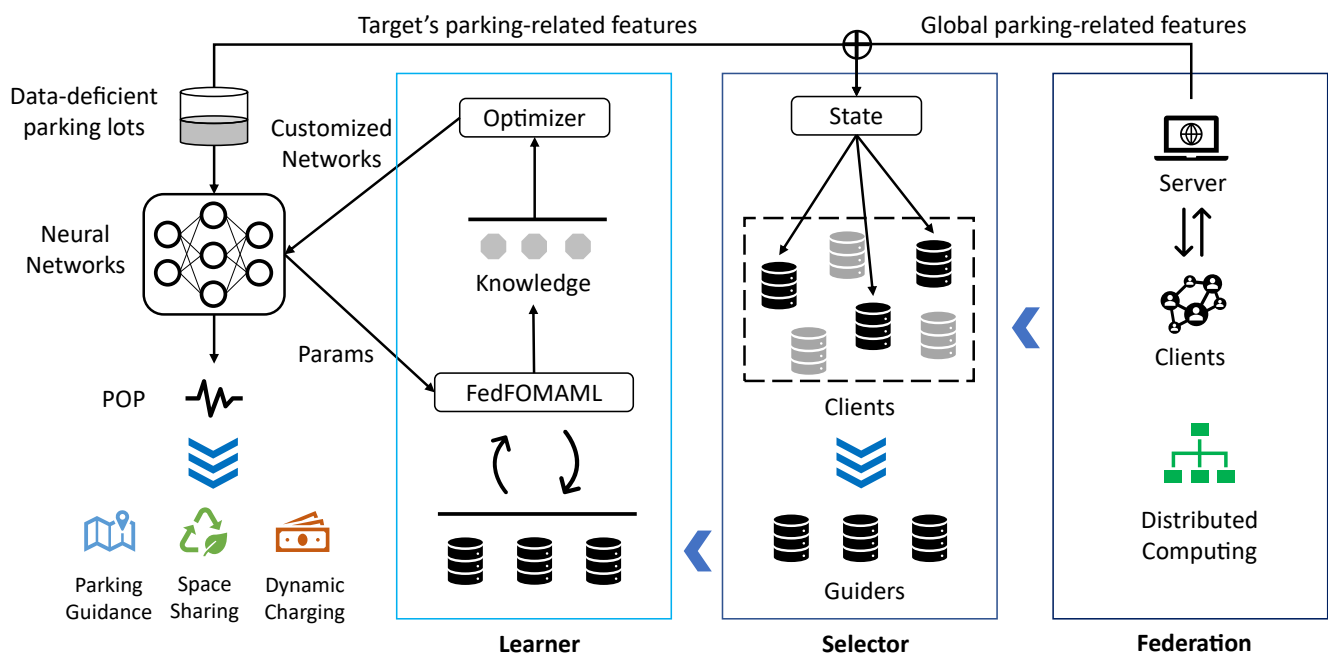 Target's parking-related features
Global parking-related features
Data-deficient
parking lots
Customized
Networks
Optimizer
State
Server
Neural
Networks
Knowledge
Clients
Params
POP
FedFOMAML
Clients
Distributed
Computing
Parking
Guidance
Space
Sharing
Dynamic
Charging
Guiders
Learner
Selector
Federation